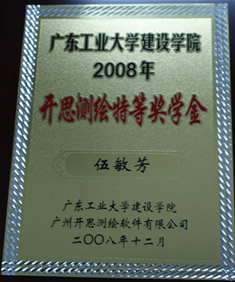 广东工业大学建设学院
2008年
开思测绘特等奖学金
伍敏芳
广东工业大学建设学院
广州开思测绘软件有限公司
二〇〇八年十二月